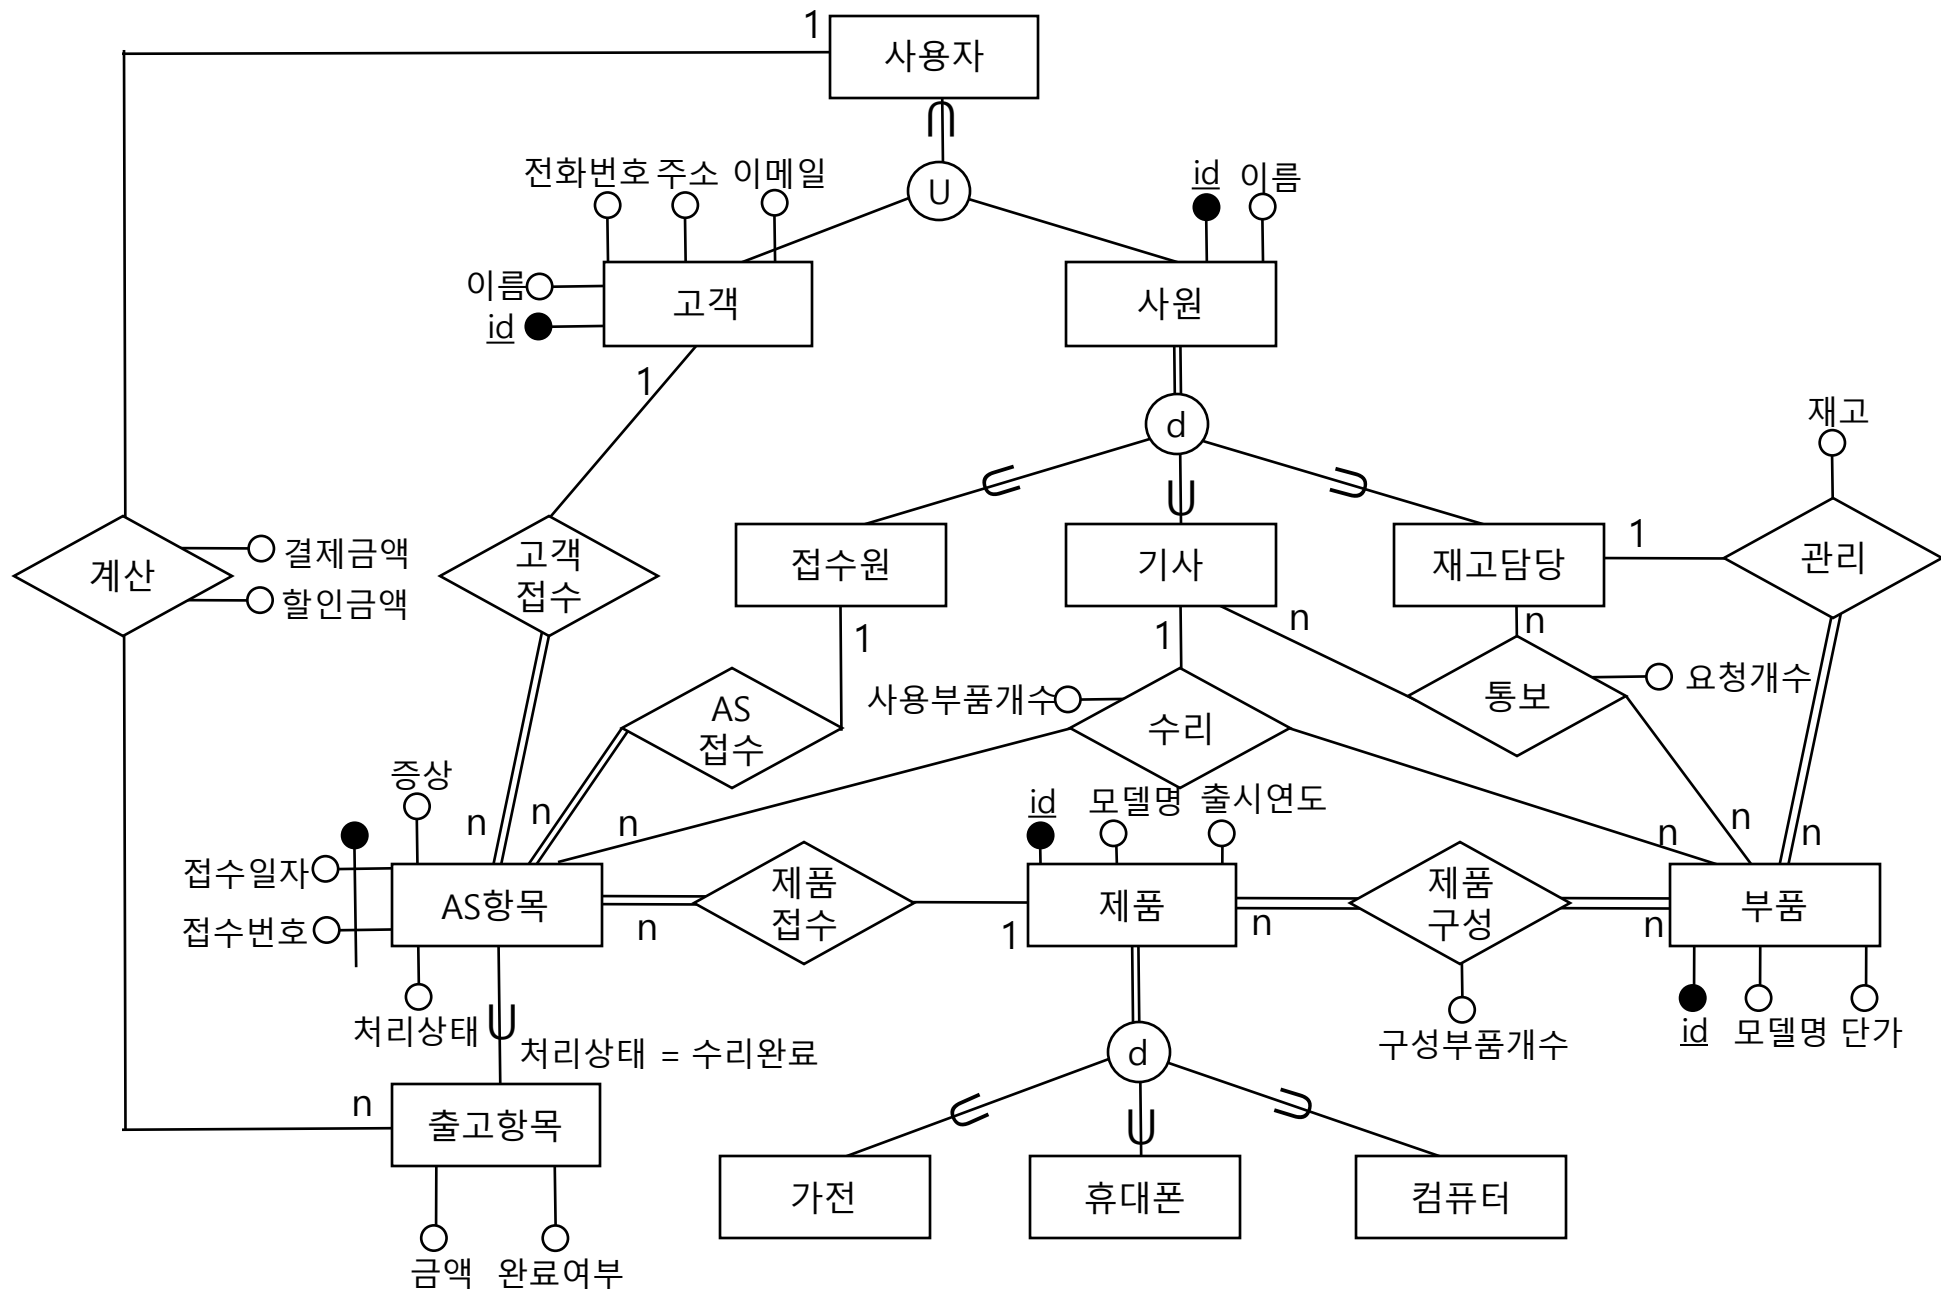 1
사용자
U
전화번호
주소
이메일
id
이름
이름
id
고객
사원
1
d
재고
계산
결제금액
할인금액
고객
접수
접수원
기사
재고담당
1
관리
1
1
n
n
사용부품개수
요청개수
AS
접수
수리
통보
증상
n
n
n
id
모델명
출시연도
n
n
n
접수일자
접수번호
AS항목
n
제품
접수
1
제품
n
제품
구성
n
부품
처리상태
처리상태 = 수리완료
d
구성부품개수
id
모델명
단가
n
출고항목
가전
휴대폰
컴퓨터
금액
완료여부